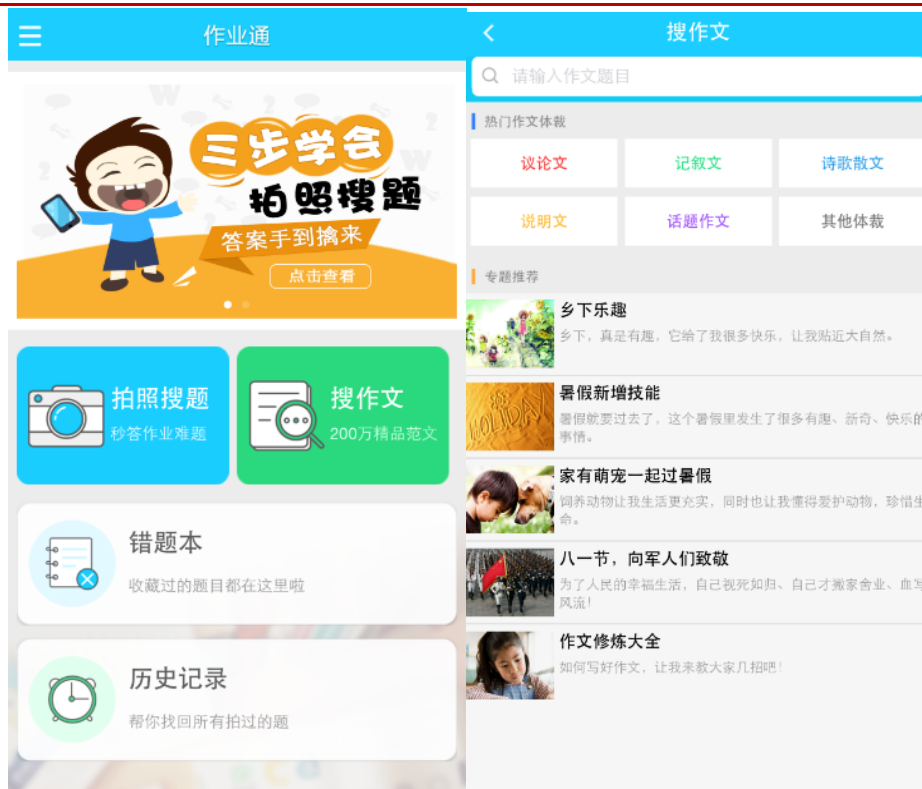 作业通
三步学会
拍照搜题
答案手到擒来
点击查看
拍照搜题
秒答作业难题
搜作文
200万精品范文
错题本
收藏过的题目都在这里啦
历史记录
帮你找回所有拍过的题
搜作文
请输入作文题目
热门作文体裁
议论文
记叙文
诗歌散文
说明文
话题作文
其他体裁
专题推荐
乡下乐趣
乡下，真是有趣，它给了我很多快乐，让我贴近大自然。
暑假新增技能
暑假就要过去了，这个暑假里发生了很多有趣、新奇、快乐的
事情。
HOLIDAY
家有萌宠一起过暑假
饲养动物让我生活更充实，同时也让我懂得爱护动物，珍惜生
命。
八一节，向军人们致敬
为了人民的幸福生活，自己视死如归、自己才搬家舍业、血写
风流！
作文修炼大全
如何写好作文，让我来教大家几招吧！